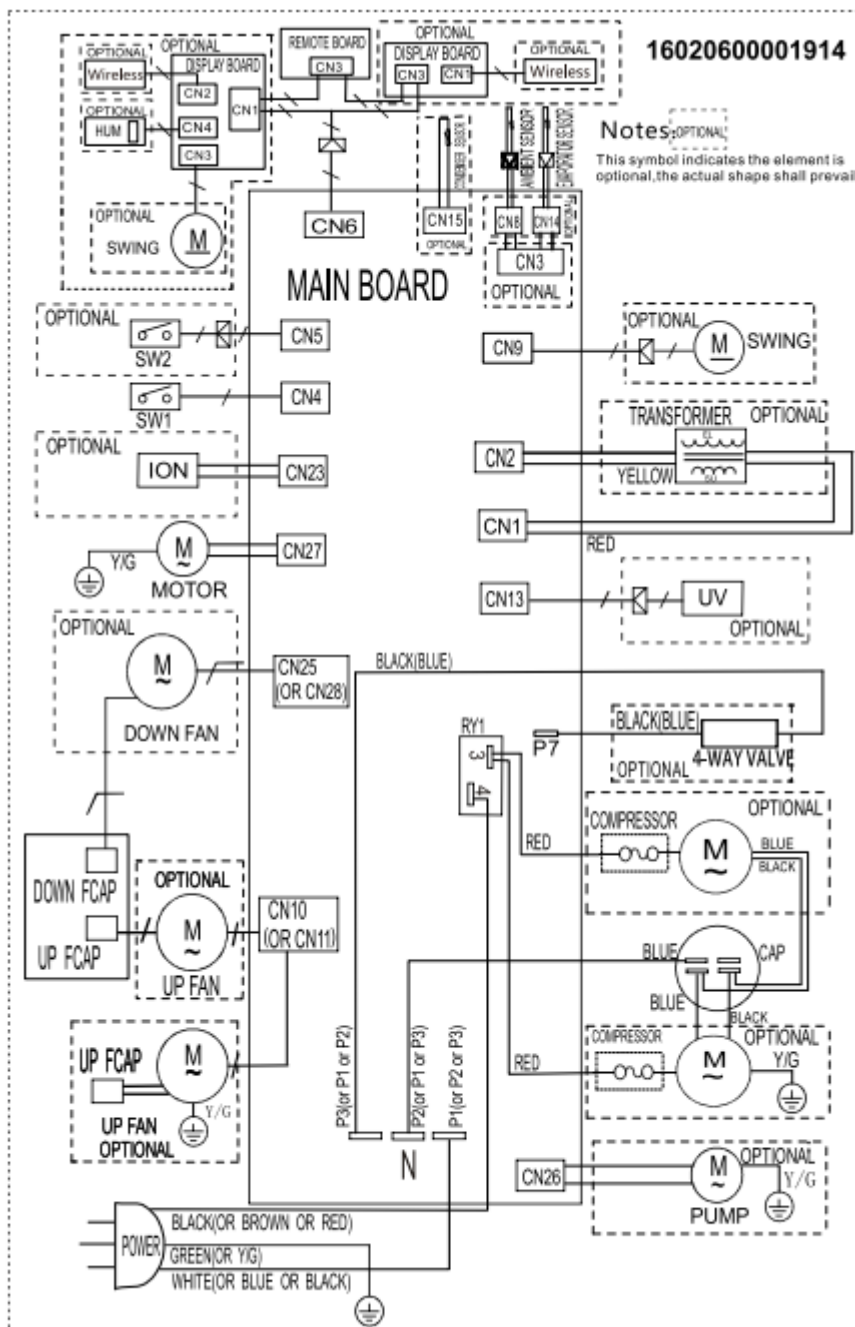 16020600001914
Notes:
OPTIONAL
This symbol indicates the element is
optional,the actual shape shall prevail
OPTIONAL
OPTIONAL
Wireless
DISPLAY BOARD
CN2
OPTIONAL
HUM
CN4
CN1
CN3
OPTIONAL
SWING
M
REMOTE BOARD
CN3
OPTIONAL
DISPLAY BOARD
CN3
CN1
OPTIONAL
Wireless
CN6
CONDENSER SENSOR
CN15
OPTIONAL
EVAPORATOR SENSOR
CN8
CN14
CN3
OPTIONAL
MAIN BOARD
OPTIONAL
SW2
CN5
SW1
CN4
OPTIONAL
ION
CN23
Y/G
M
~
MOTOR
CN27
OPTIONAL
M
~
DOWN FAN
CN25
(OR CN28)
DOWN FCAP
UP FCAP
OPTIONAL
M
~
UP FAN
CN10
(OR CN11)
UP FCAP
M
~
Y/G
UP FAN
OPTIONAL
CN9
OPTIONAL
M
SWING
TRANSFORMER
OPTIONAL
CN2
YELLOW
CN1
RED
CN13
UV
OPTIONAL
BLACK(BLUE)
RY1
3
4
P7
BLACK(BLUE)
4-WAY VALVE
OPTIONAL
OPTIONAL
COMPRESSOR
RED
M
~
BLUE
BLACK
BLUE
CAP
BLUE
BLACK
COMPRESSOR
OPTIONAL
Y/G
RED
M
~
P3(or P1 or P2)
P2(or P1 or P3)
P1(or P2 or P3)
N
CN26
M
~
OPTIONAL
Y/G
PUMP
POWER
BLACK(OR BROWN OR RED)
GREEN(OR Y/G)
WHITE(OR BLUE OR BLACK)